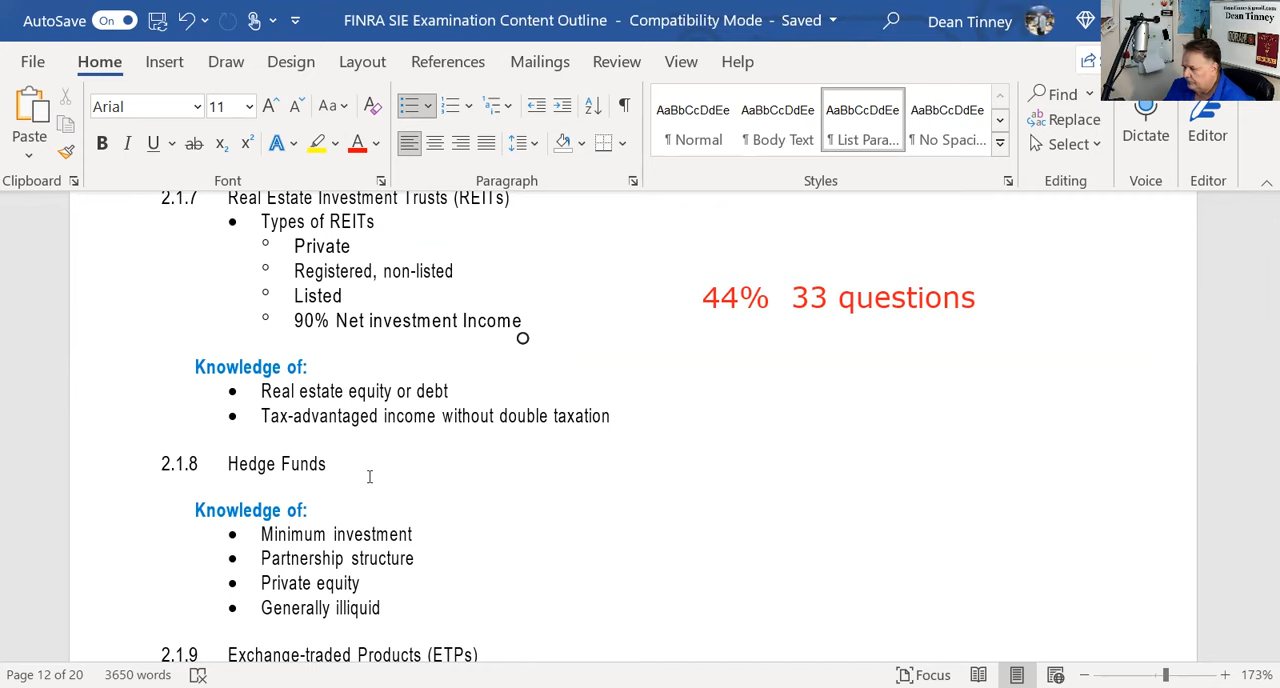 AutoSave On FINRA SIE Examination Content Outline - Compatibility Mode - Saved Dean Tinney
File Home Insert Draw Design Layout References Mailings Review View Help
Dean Tinney
Arial 11 Aa
AaBbCcDdEe AaBbCcDdEe AaBbCcDdEe AaBbCcDdEe
¶ Normal ¶ Body Text ¶ List Para... ¶ No Spaci...
Paste
Find
Replace
Select
Dictate
Editor
Clipboard Font Paragraph Styles Editing Voice Editor
2.1.7 Real Estate Investment Trusts (REITs)
• Types of REITs
○ Private
○ Registered, non-listed
○ Listed
○ 90% Net investment Income
44% 33 questions
Knowledge of:
• Real estate equity or debt
• Tax-advantaged income without double taxation
2.1.8 Hedge Funds
Knowledge of:
• Minimum investment
• Partnership structure
• Private equity
• Generally illiquid
2.1.9 Exchange-traded Products (ETPs)
Page 12 of 20 3650 words Focus 173%